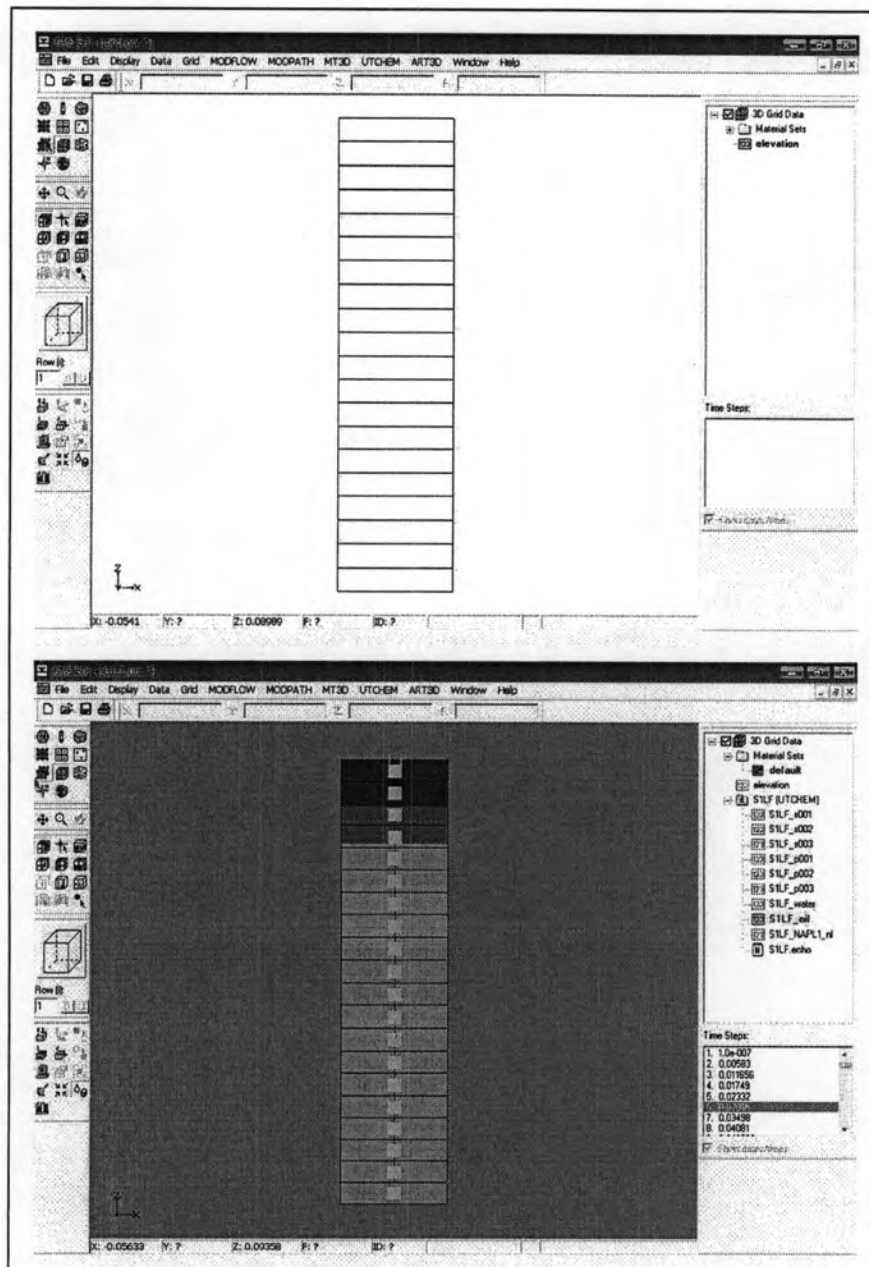 File Edit Display Data Grid MODFLOW MODPATH MT3D UTCHEM ART3D Window Help
X: Y: Z: F:
3D Grid Data
Material Sets
elevation
Row (i):
1
Time Steps:
Z
X
X: -0.0541 Y: ? Z: 0.08989 F: ? ID: ?
File Edit Display Data Grid MODFLOW MODPATH MT3D UTCHEM ART3D Window Help
3D Grid Data
Material Sets
default
elevation
S1LF (UTCHEM)
S1LF_s001
S1LF_s002
S1LF_s003
S1LF_p001
S1LF_p002
S1LF_p003
S1LF_water
S1LF_oil
S1LF_NAPL1_nl
S1LF.echo
Row (i):
1
Time Steps:
1. 1.0e-007
2. 0.00583
3. 0.011656
4. 0.01749
5. 0.02332
7. 0.03498
8. 0.04081
Z
X
X: -0.05633 Y: ? Z: 0.09358 F: ? ID: ?